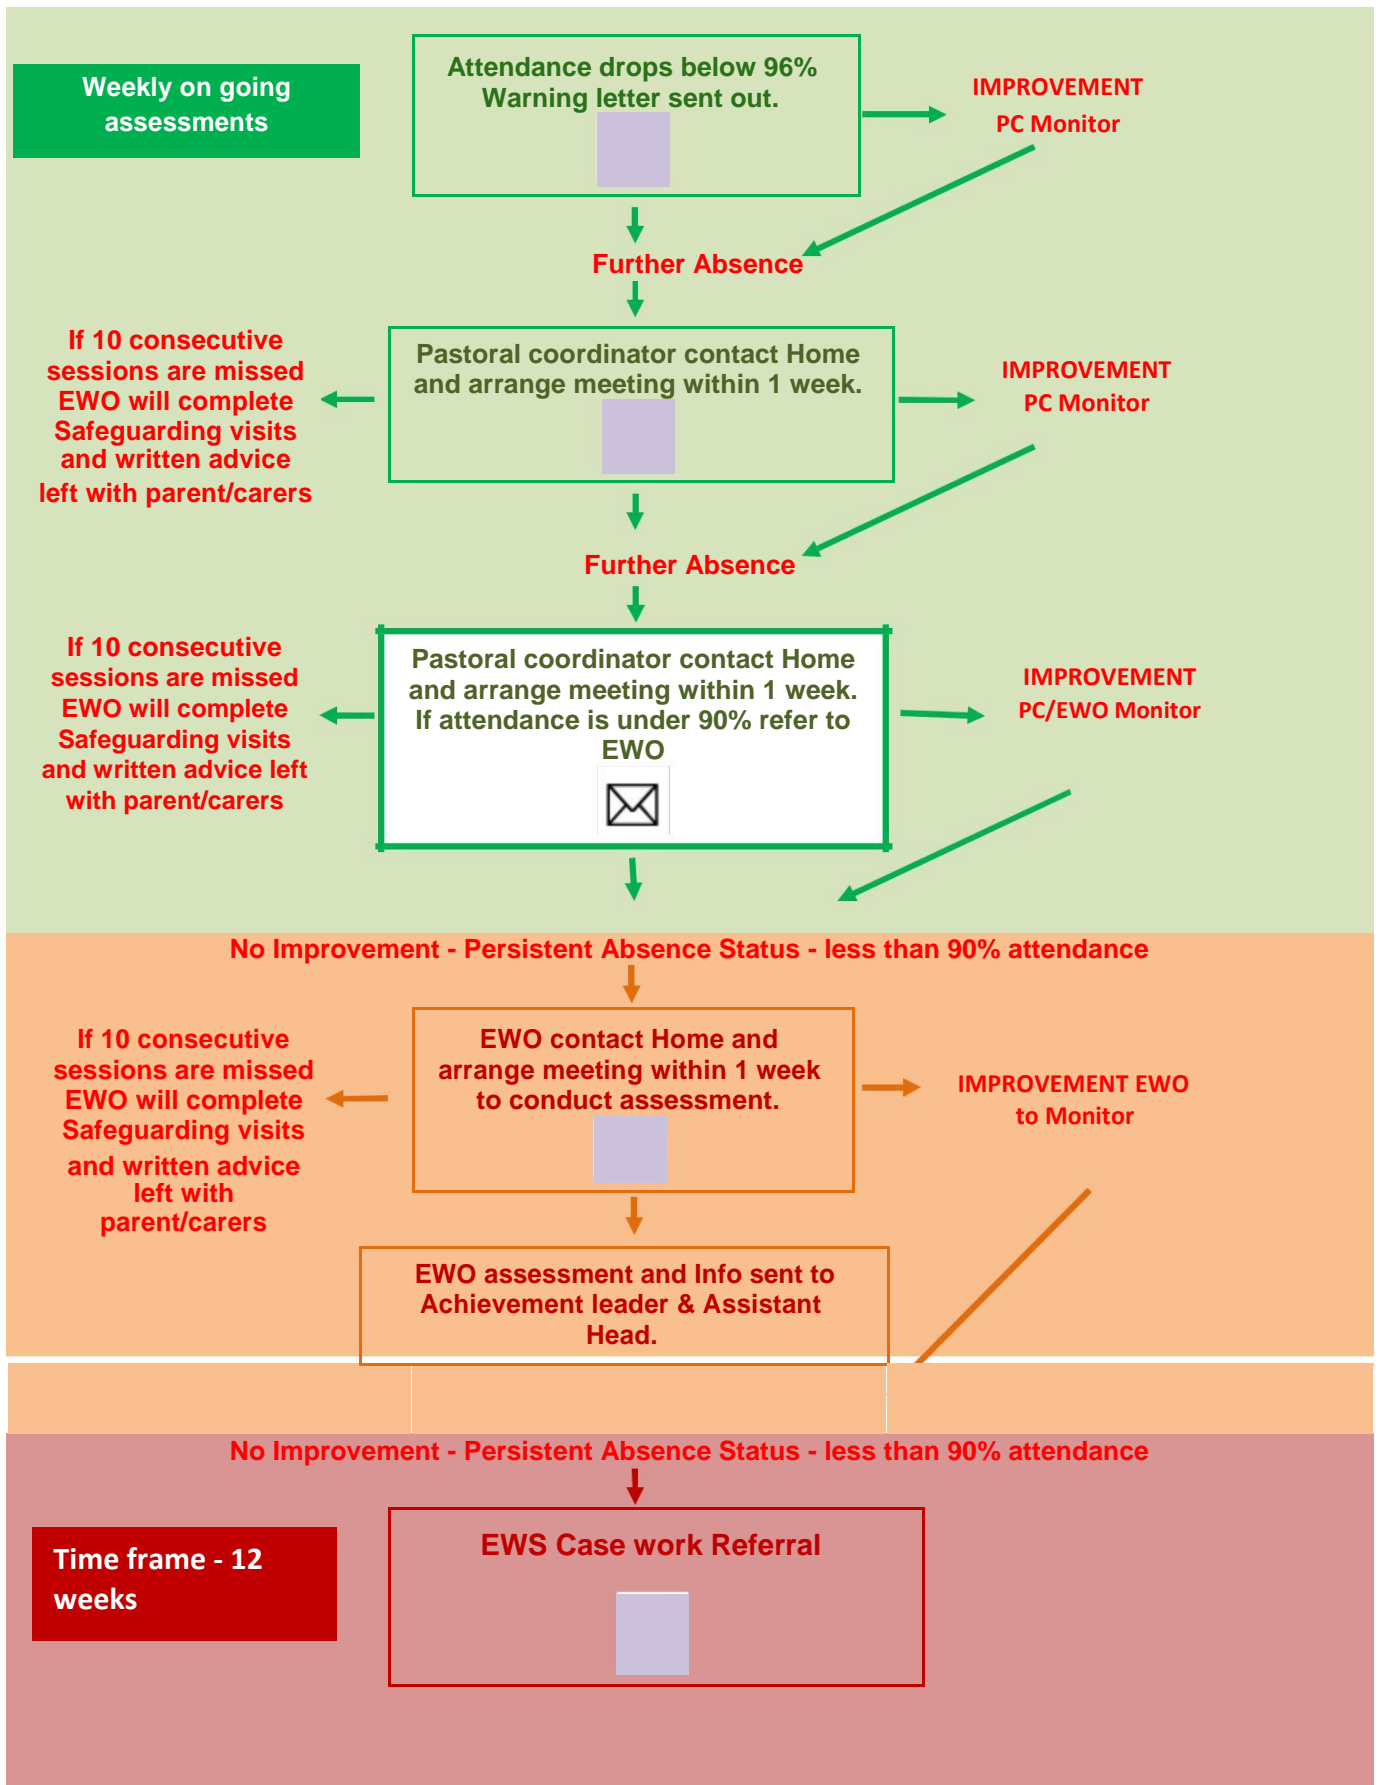 Weekly on going
assessments
Attendance drops below 96%
Warning letter sent out.
IMPROVEMENT
PC Monitor
Further Absence
If 10 consecutive
sessions are missed
EWO will complete
Safeguarding visits
and written advice
left with parent/carers
Pastoral coordinator contact Home
and arrange meeting within 1 week.
IMPROVEMENT
PC Monitor
Further Absence
If 10 consecutive
sessions are missed
EWO will complete
Safeguarding visits
and written advice left
with parent/carers
Pastoral coordinator contact Home
and arrange meeting within 1 week.
If attendance is under 90% refer to
EWO
IMPROVEMENT
PC/EWO Monitor
No Improvement - Persistent Absence Status - less than 90% attendance
If 10 consecutive
sessions are missed
EWO will complete
Safeguarding visits
and written advice
left with
parent/carers
EWO contact Home and
arrange meeting within 1 week
to conduct assessment.
IMPROVEMENT EWO
to Monitor
EWO assessment and Info sent to
Achievement leader & Assistant
Head.
No Improvement - Persistent Absence Status - less than 90% attendance
Time frame - 12
weeks
EWS Case work Referral